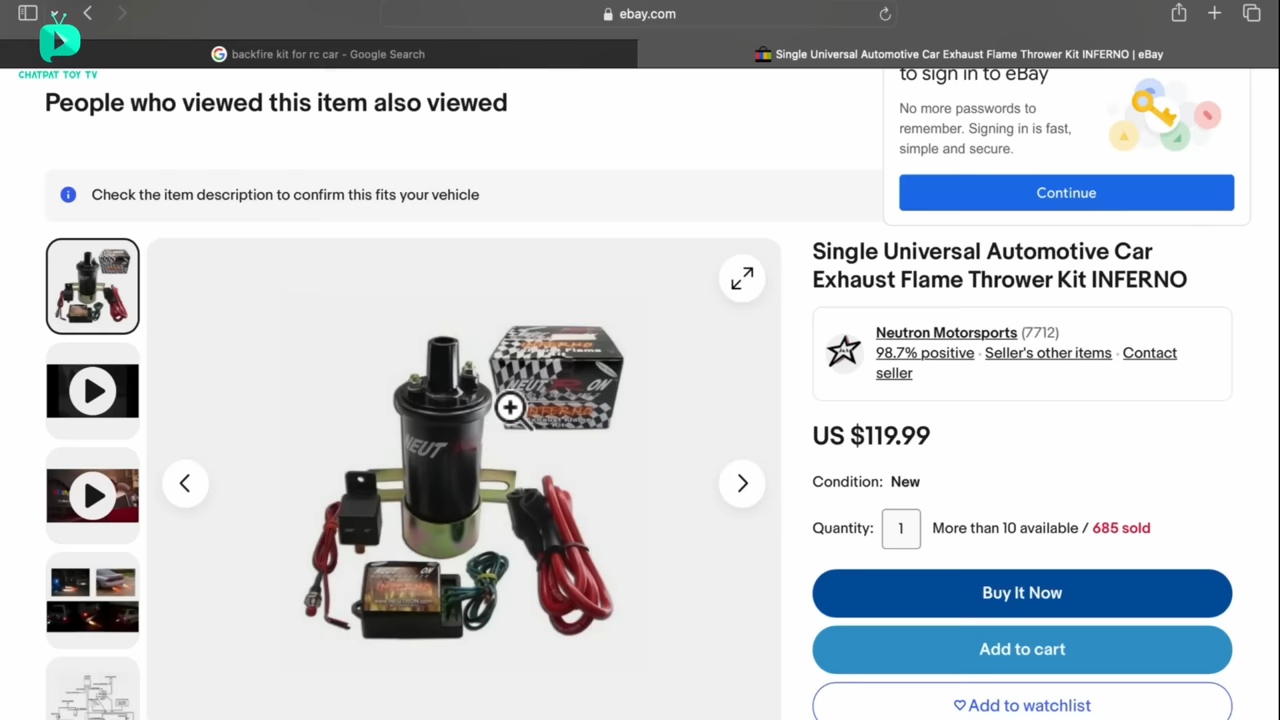 ebay.com
CHATPAT TOY TV
backfire kit for rc car - Google Search
Single Universal Automotive Car Exhaust Flame Thrower Kit INFERNO | eBay
People who viewed this item also viewed
to sign in to eBay
No more passwords to
remember. Signing in is fast,
simple and secure.
Continue
Check the item description to confirm this fits your vehicle
Single Universal Automotive Car
Exhaust Flame Thrower Kit INFERNO
Neutron Motorsports (7712)
98.7% positive · Seller's other items · Contact
seller
US $119.99
Condition: New
Quantity: 1 More than 10 available / 685 sold
Buy It Now
Add to cart
Add to watchlist
NEUT R ON
INFERNO
NEUT